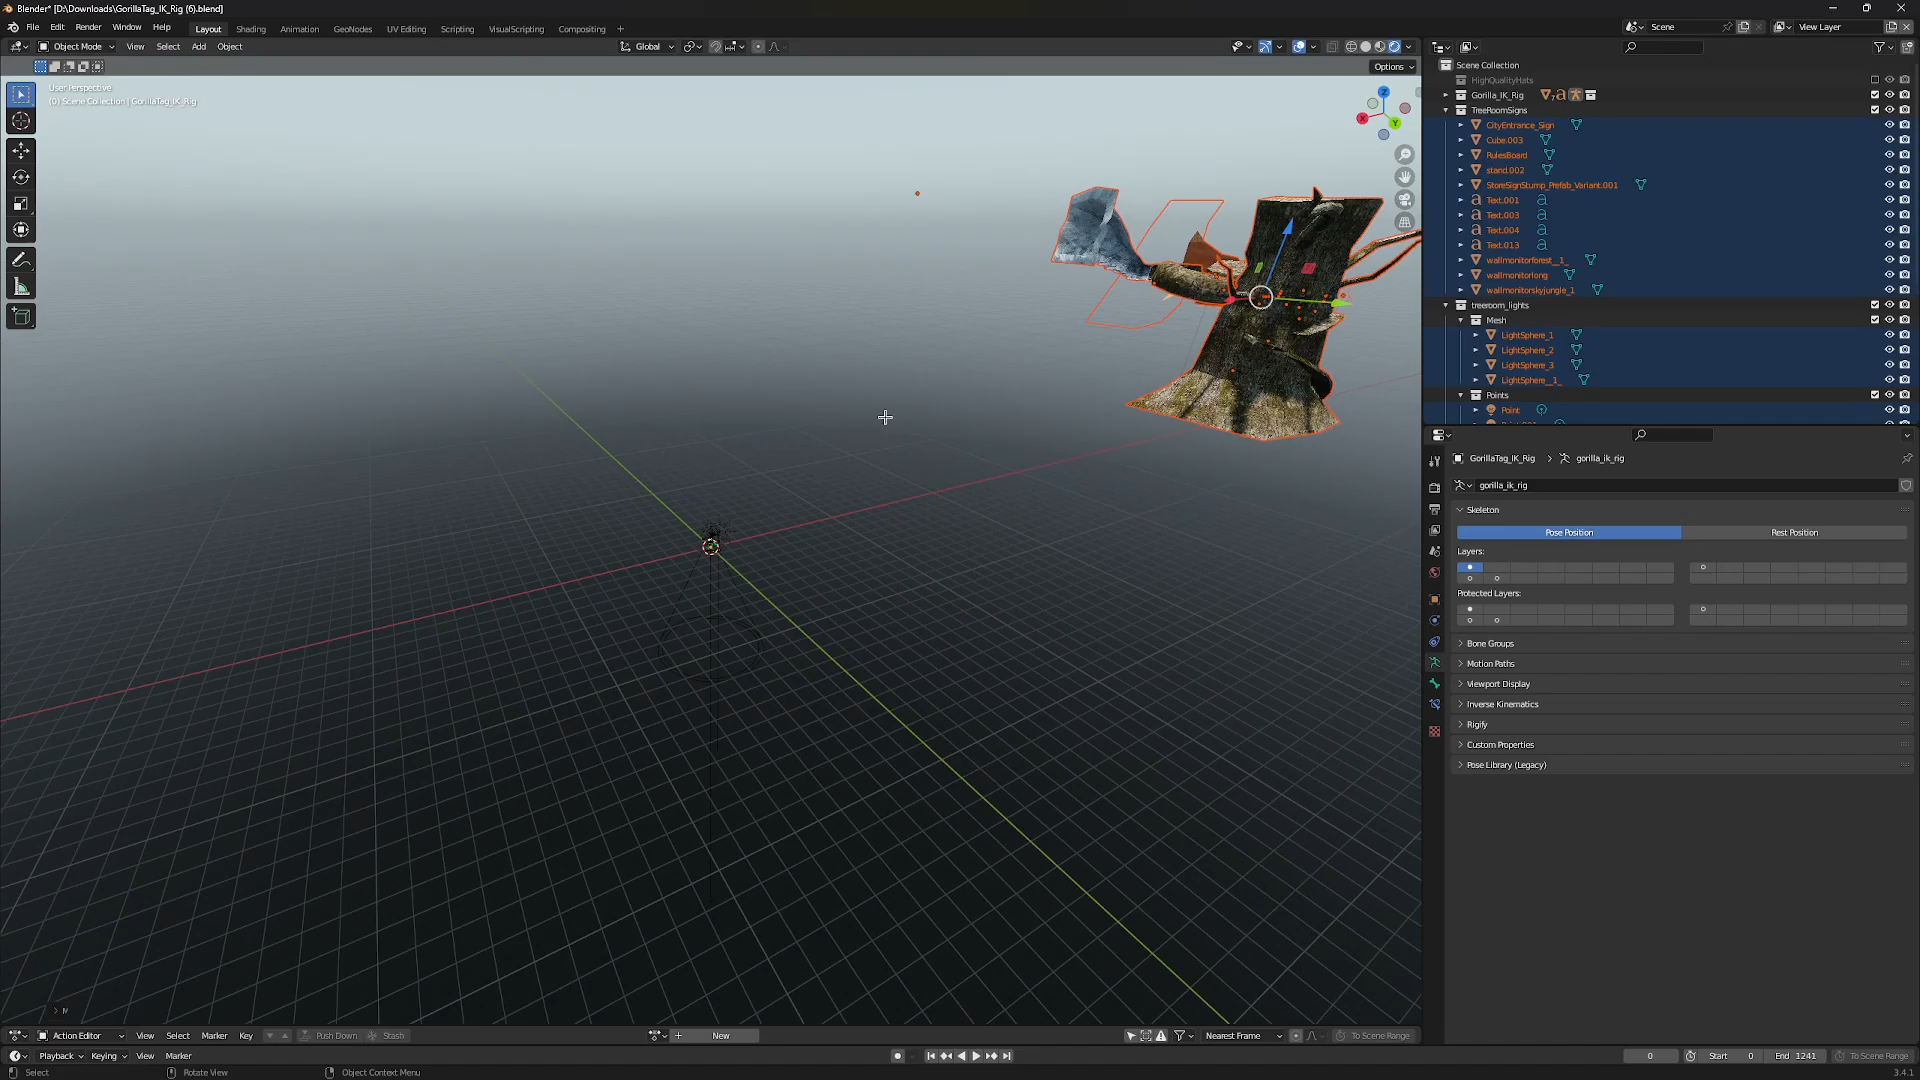 Blender* [D:\Downloads\GorillaTag_IK_Rig (6).blend]
File Edit Render Window Help Layout Shading Animation GeoNodes UV Editing Scripting VisualScripting Compositing + Scene View Layer
Object Mode View Select Add Object Global
Options
User Perspective
(0) Scene Collection | GorillaTag_IK_Rig
Z
X
Y
Scene Collection
HighQualityHats
Gorilla_IK_Rig
TreeRoomSigns
CityEntrance_Sign
Cube.003
RulesBoard
stand.002
StoreSignStump_Prefab_Variant.001
Text.001
Text.003
Text.004
Text.013
wallmonitorforest__1_
wallmonitorlong
wallmonitorskyjungle_1
treeroom_lights
Mesh
LightSphere_1
LightSphere_2
LightSphere_3
LightSphere__1_
Points
Point
GorillaTag_IK_Rig > gorilla_ik_rig
gorilla_ik_rig
Skeleton
Pose Position Rest Position
Layers:
Protected Layers:
Bone Groups
Motion Paths
Viewport Display
Inverse Kinematics
Rigify
Custom Properties
Pose Library (Legacy)
Action Editor View Select Marker Key Push Down Stash + New Nearest Frame To Scene Range
Playback Keying View Marker 0 Start 0 End 1241 To Scene Range
Select Rotate View Object Context Menu 3.4.1